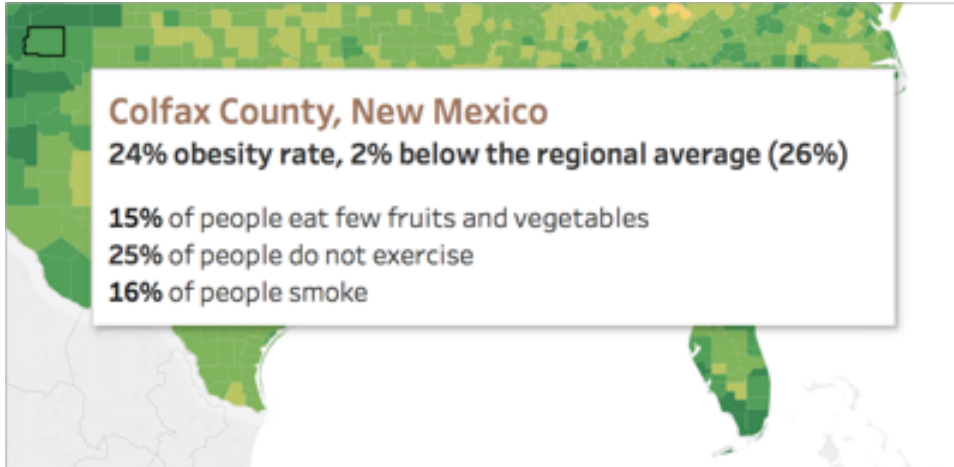 Colfax County, New Mexico
24% obesity rate, 2% below the regional average (26%)
15% of people eat few fruits and vegetables
25% of people do not exercise
16% of people smoke